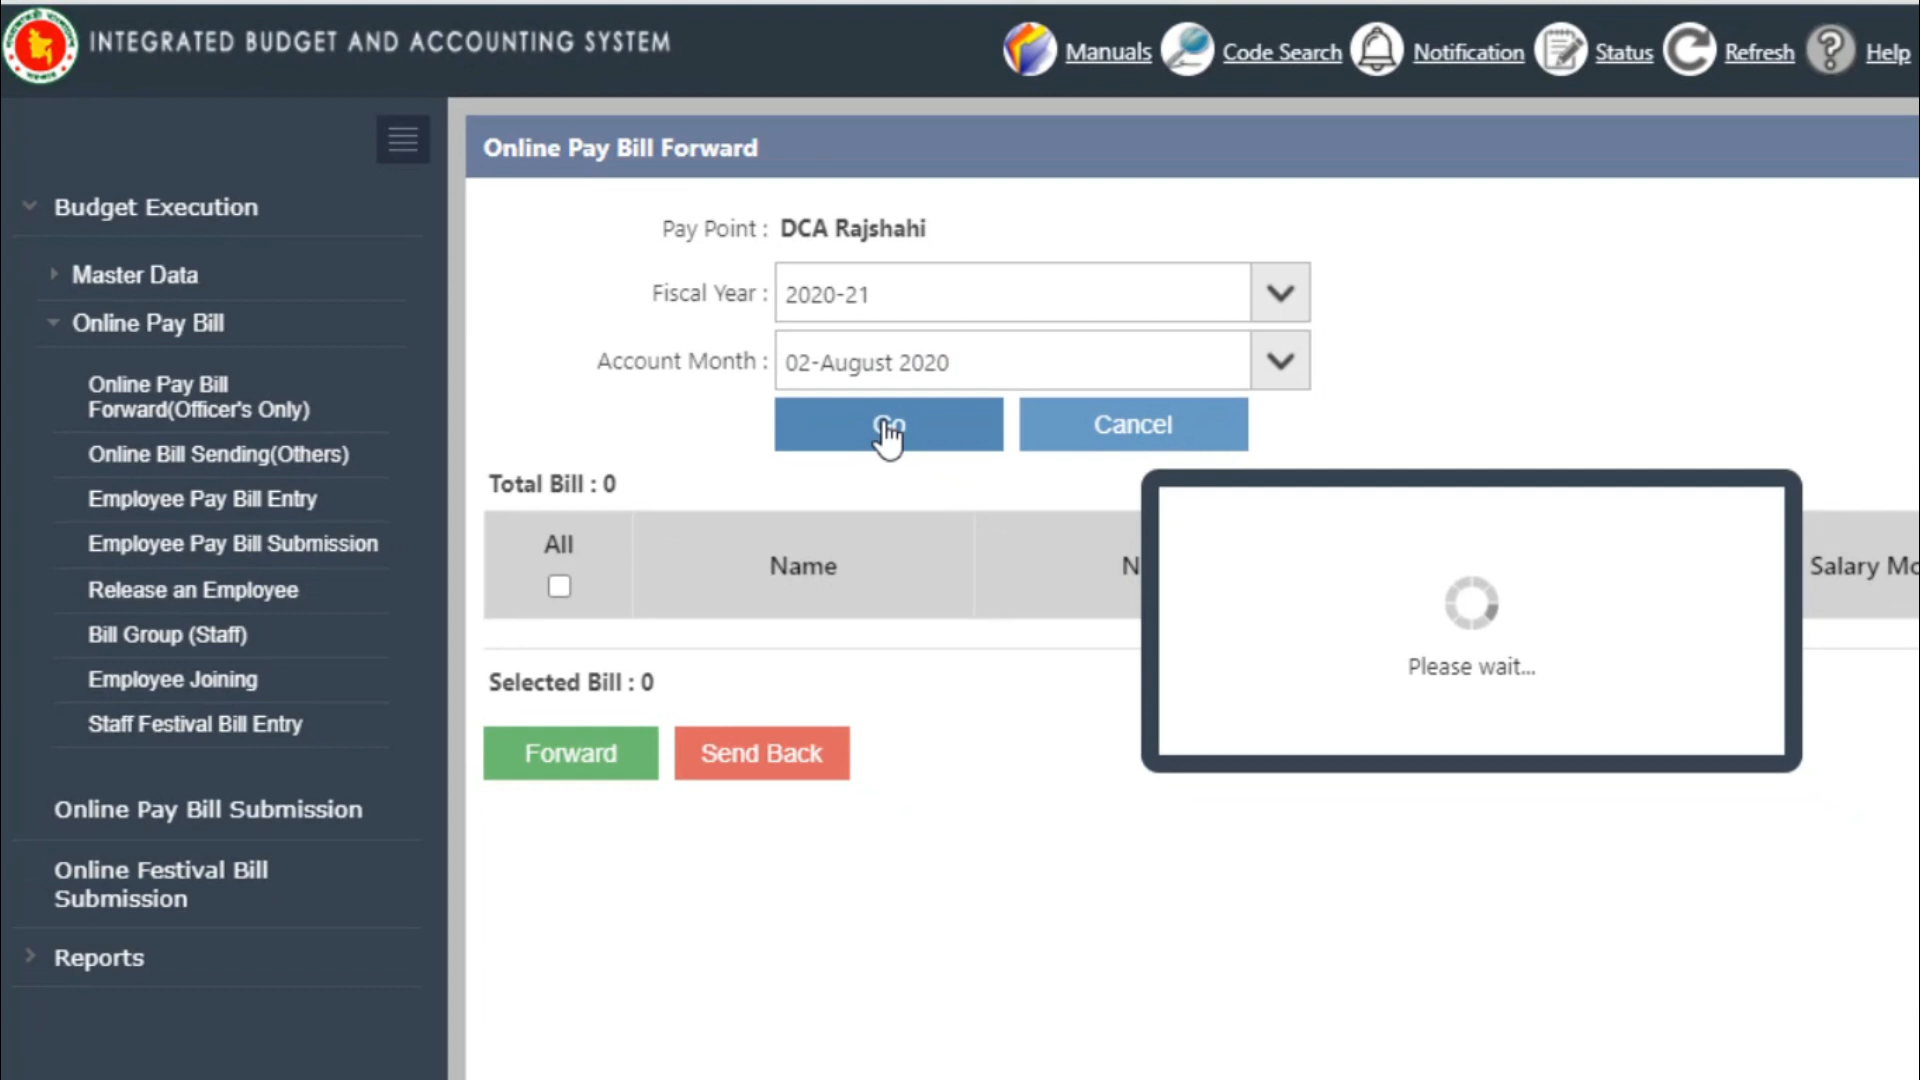 INTEGRATED BUDGET AND ACCOUNTING SYSTEM
Manuals Code Search Notification Status Refresh Help
Budget Execution
Master Data
Online Pay Bill
Online Pay Bill
Forward(Officer's Only)
Online Bill Sending(Others)
Employee Pay Bill Entry
Employee Pay Bill Submission
Release an Employee
Bill Group (Staff)
Employee Joining
Staff Festival Bill Entry
Online Pay Bill Submission
Online Festival Bill
Submission
Reports
Online Pay Bill Forward
Pay Point : DCA Rajshahi
Fiscal Year : 2020-21
Account Month : 02-August 2020
Go Cancel
Total Bill : 0
All
Name N Salary Mo
Please wait...
Selected Bill : 0
Forward Send Back